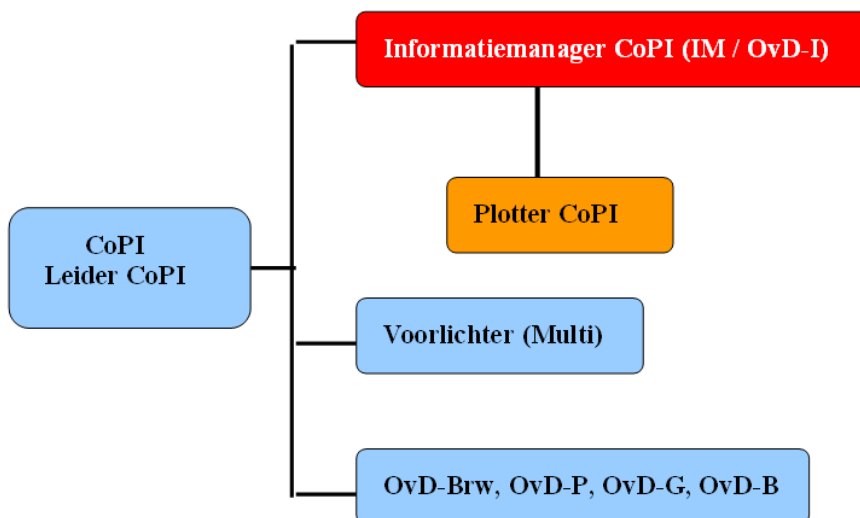 Informatiemanager CoPI (IM / OvD-I)
Plotter CoPI
CoPI
Leider CoPI
Voorlichter (Multi)
OvD-Brw, OvD-P, OvD-G, OvD-B